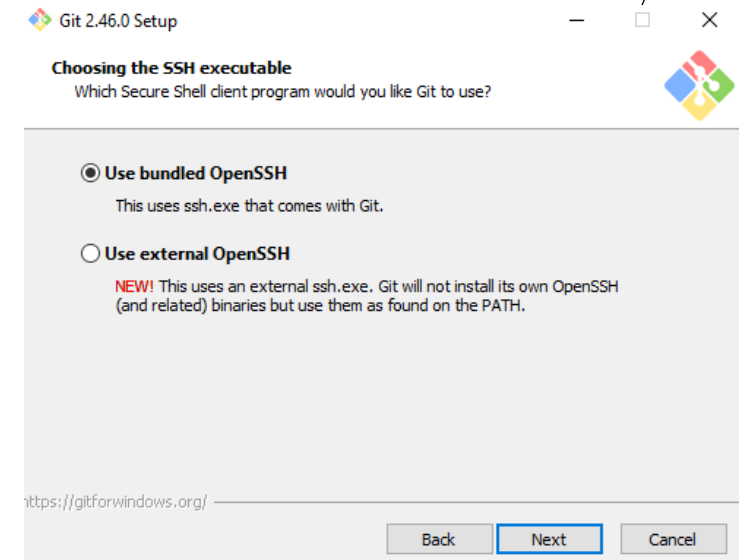 Git 2.46.0 Setup
Choosing the SSH executable
Which Secure Shell client program would you like Git to use?
Use bundled OpenSSH
This uses ssh.exe that comes with Git.
Use external OpenSSH
NEW! This uses an external ssh.exe. Git will not install its own OpenSSH
(and related) binaries but use them as found on the PATH.
https://gitforwindows.org/
Back Next Cancel